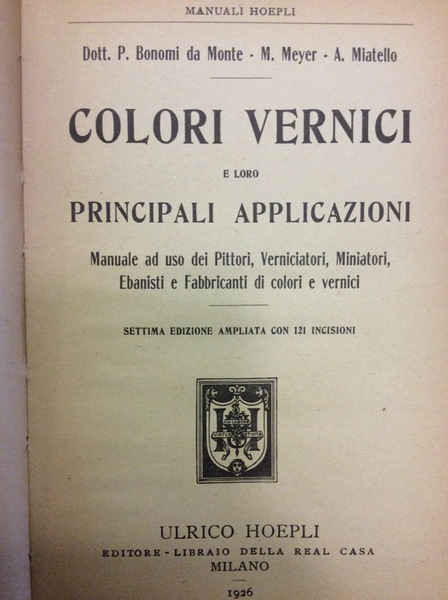 MANUALI HOEPLI
Dott. P. Bonomi da Monte - M. Meyer - A. Miatello
COLORI VERNICI
E LORO
PRINCIPALI APPLICAZIONI
Manuale ad uso dei Pittori, Verniciatori, Miniatori,
Ebanisti e Fabbricanti di colori e vernici
SETTIMA EDIZIONE AMPLIATA CON 121 INCISIONI
ULRICO HOEPLI
EDITORE-LIBRAIO DELLA REAL CASA
MILANO
1926